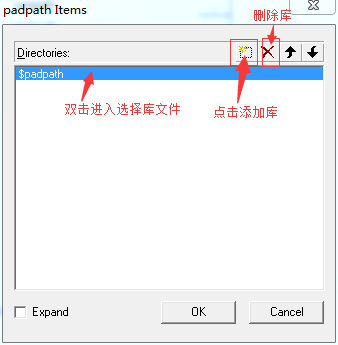 padpath Items
删除库
Directories:
$padpath
双击进入选择库文件
点击添加库
Expand
OK
Cancel